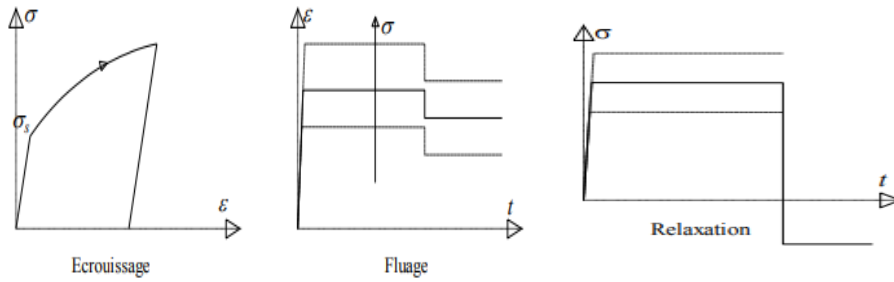 σ
σs
ε
Ecrouissage
ε
σ
t
Fluage
σ
t
Relaxation